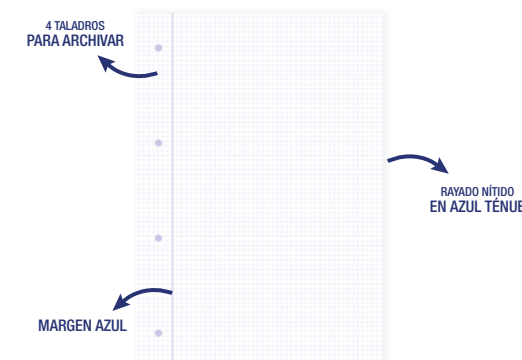 4 TALADROS
PARA ARCHIVAR
RAYADO NÍTIDO
EN AZUL TÉNUE
MARGEN AZUL